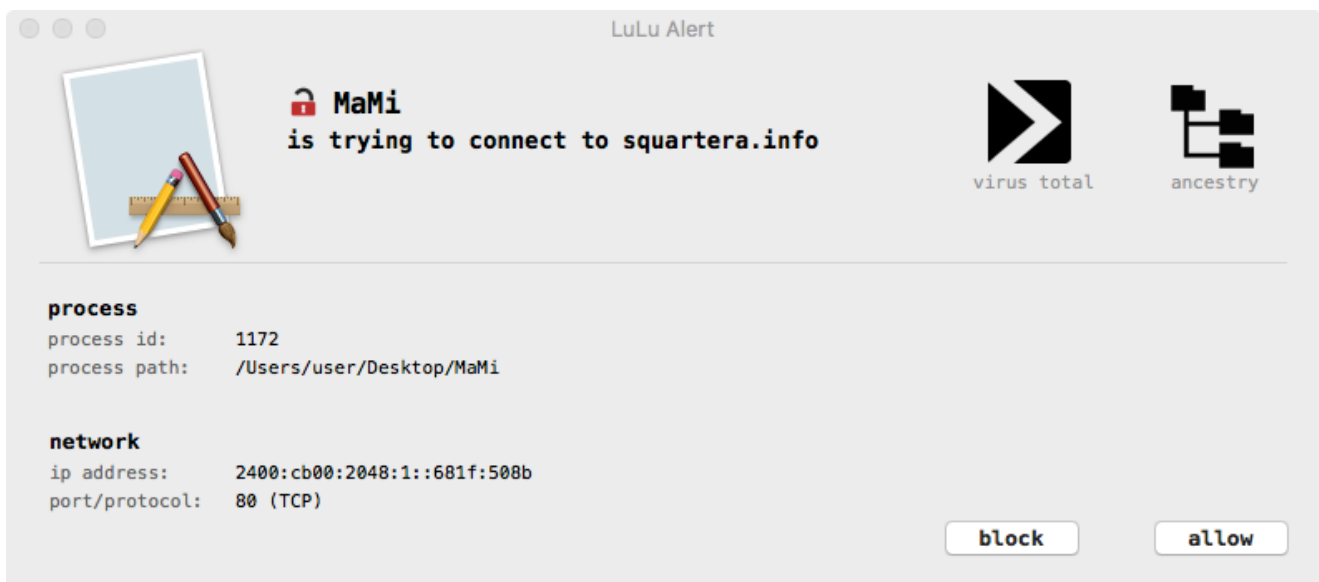 LuLu Alert
MaMi
is trying to connect to squartera.info
virus total
ancestry
process
process id: 1172
process path: /Users/user/Desktop/MaMi
network
ip address: 2400:cb00:2048:1::681f:508b
port/protocol: 80 (TCP)
block
allow